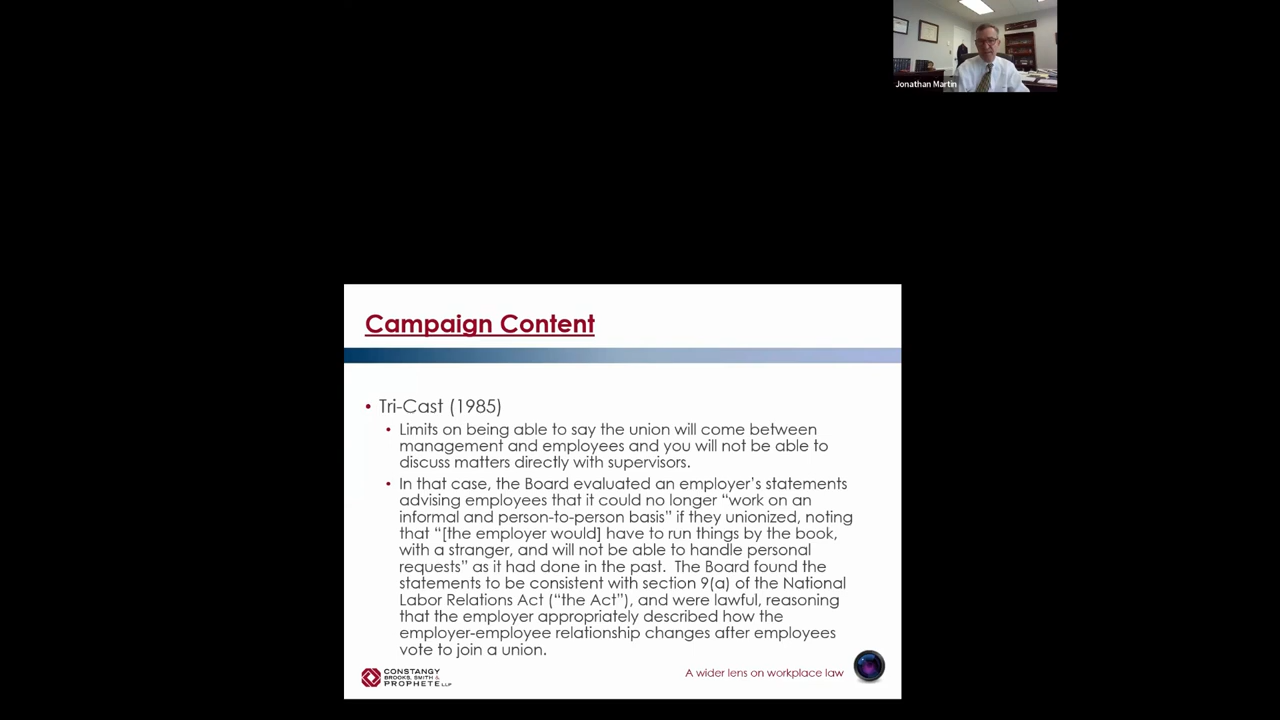 Jonathan Martin
Campaign Content
• Tri-Cast (1985)
• Limits on being able to say the union will come between
management and employees and you will not be able to
discuss matters directly with supervisors.
• In that case, the Board evaluated an employer’s statements
advising employees that it could no longer “work on an
informal and person-to-person basis” if they unionized, noting
that “[the employer would] have to run things by the book,
with a stranger, and will not be able to handle personal
requests” as it had done in the past.  The Board found the
statements to be consistent with section 9(a) of the National
Labor Relations Act (“the Act”), and were lawful, reasoning
that the employer appropriately described how the
employer-employee relationship changes after employees
vote to join a union.
CONSTANGY
BROOKS, SMITH &
PROPHETE LLP
A wider lens on workplace law